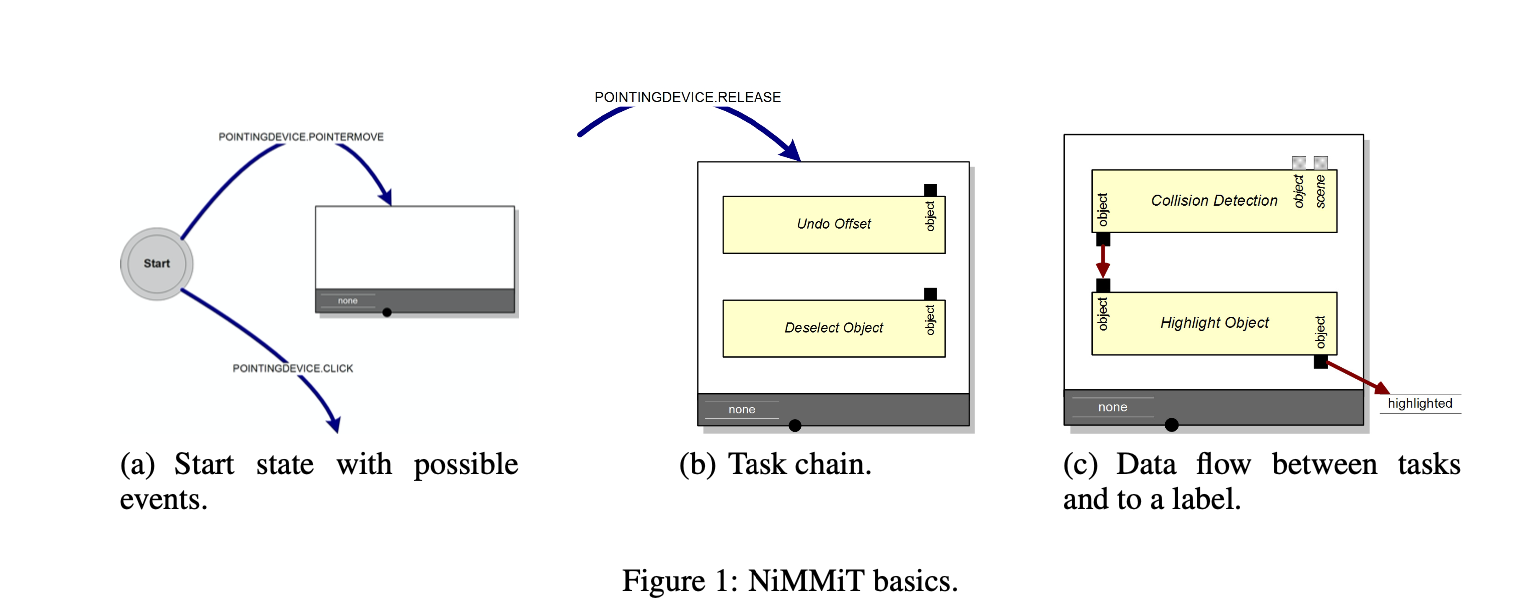 POINTINGDEVICE.POINTERMOVE
Start
none
POINTINGDEVICE.CLICK
(a) Start state with possible
events.
POINTINGDEVICE.RELEASE
object
Undo Offset
object
Deselect Object
none
(b) Task chain.
object
Collision Detection
object
scene
object
Highlight Object
object
none
highlighted
(c) Data flow between tasks
and to a label.
Figure 1: NiMMiT basics.